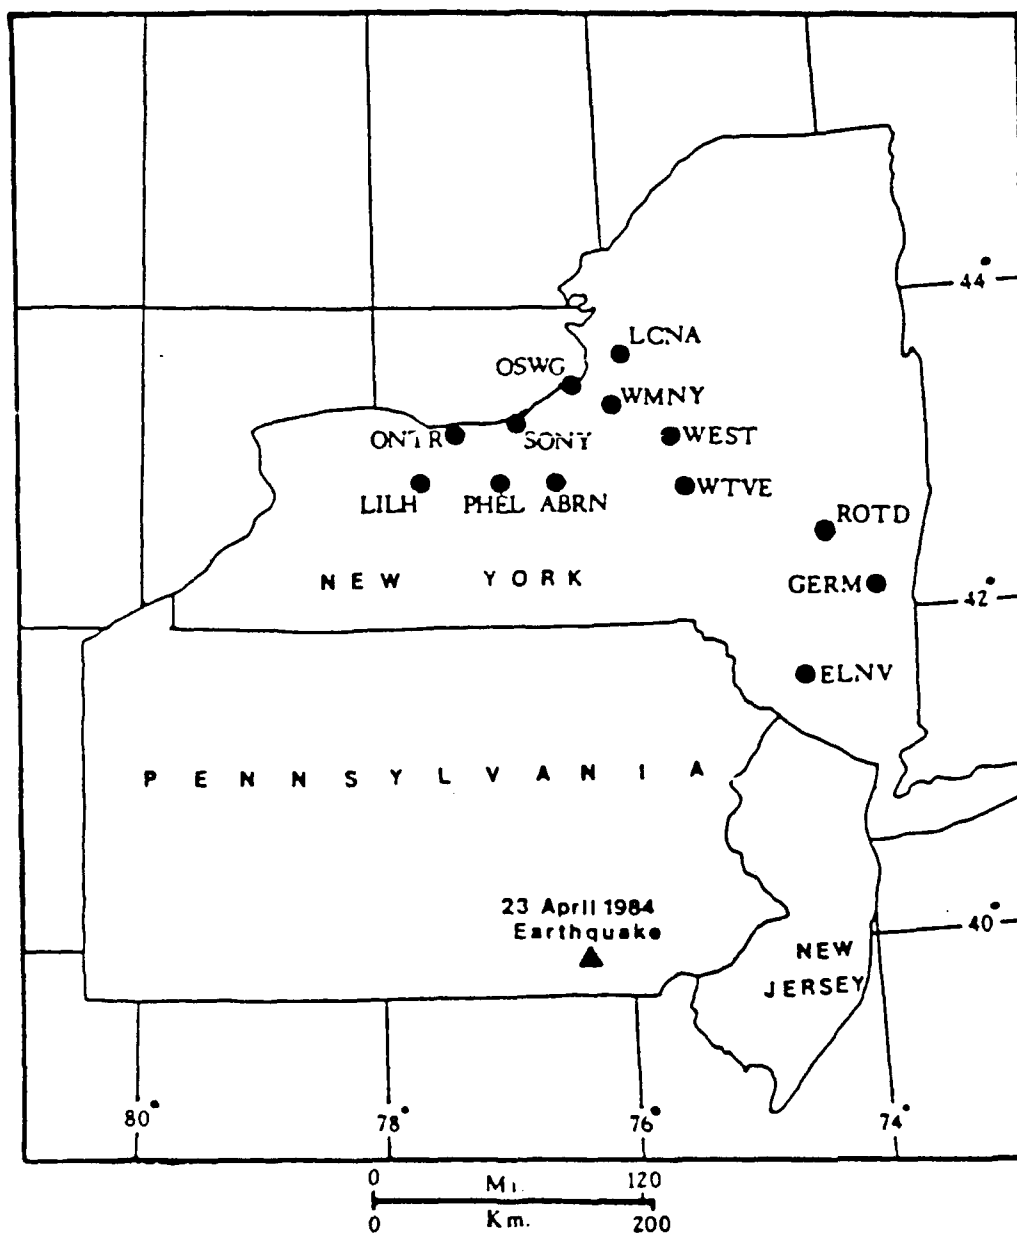 44°
LCNA
OSWG
WMNY
ONTR
SONY
WEST
LILH
PHEL
ABRN
WTVE
ROTD
NEW YORK
GERM
42°
ELNV
PENNSYLVANIA
23 April 1984
Earthquake
40°
NEW
JERSEY
80°
78°
76°
74°
0 Mi. 120
0 Km. 200